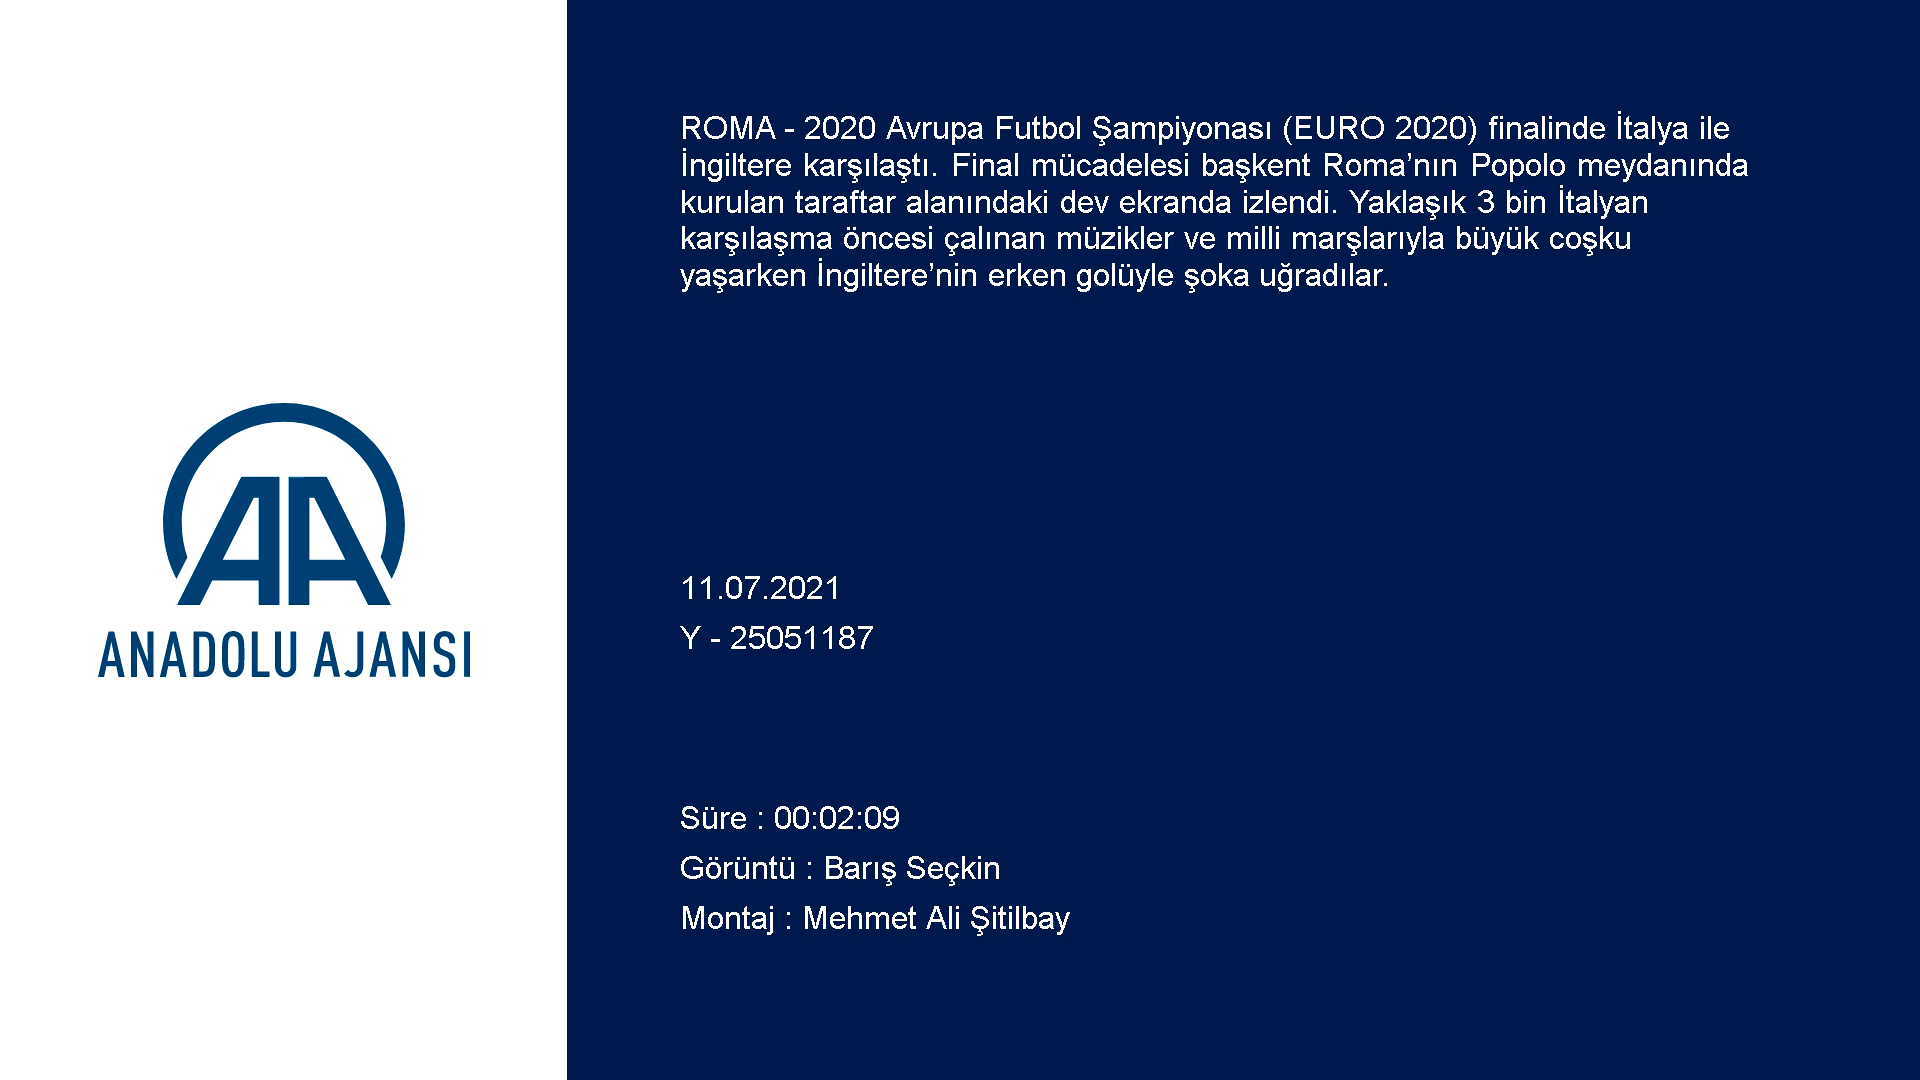 ROMA - 2020 Avrupa Futbol Şampiyonası (EURO 2020) finalinde İtalya ile
İngiltere karşılaştı. Final mücadelesi başkent Roma’nın Popolo meydanında
kurulan taraftar alanındaki dev ekranda izlendi. Yaklaşık 3 bin İtalyan
karşılaşma öncesi çalınan müzikler ve milli marşlarıyla büyük coşku
yaşarken İngiltere’nin erken golüyle şoka uğradılar.
AA
ANADOLU AJANSI
11.07.2021
Y - 25051187
Süre : 00:02:09
Görüntü : Barış Seçkin
Montaj : Mehmet Ali Şitilbay